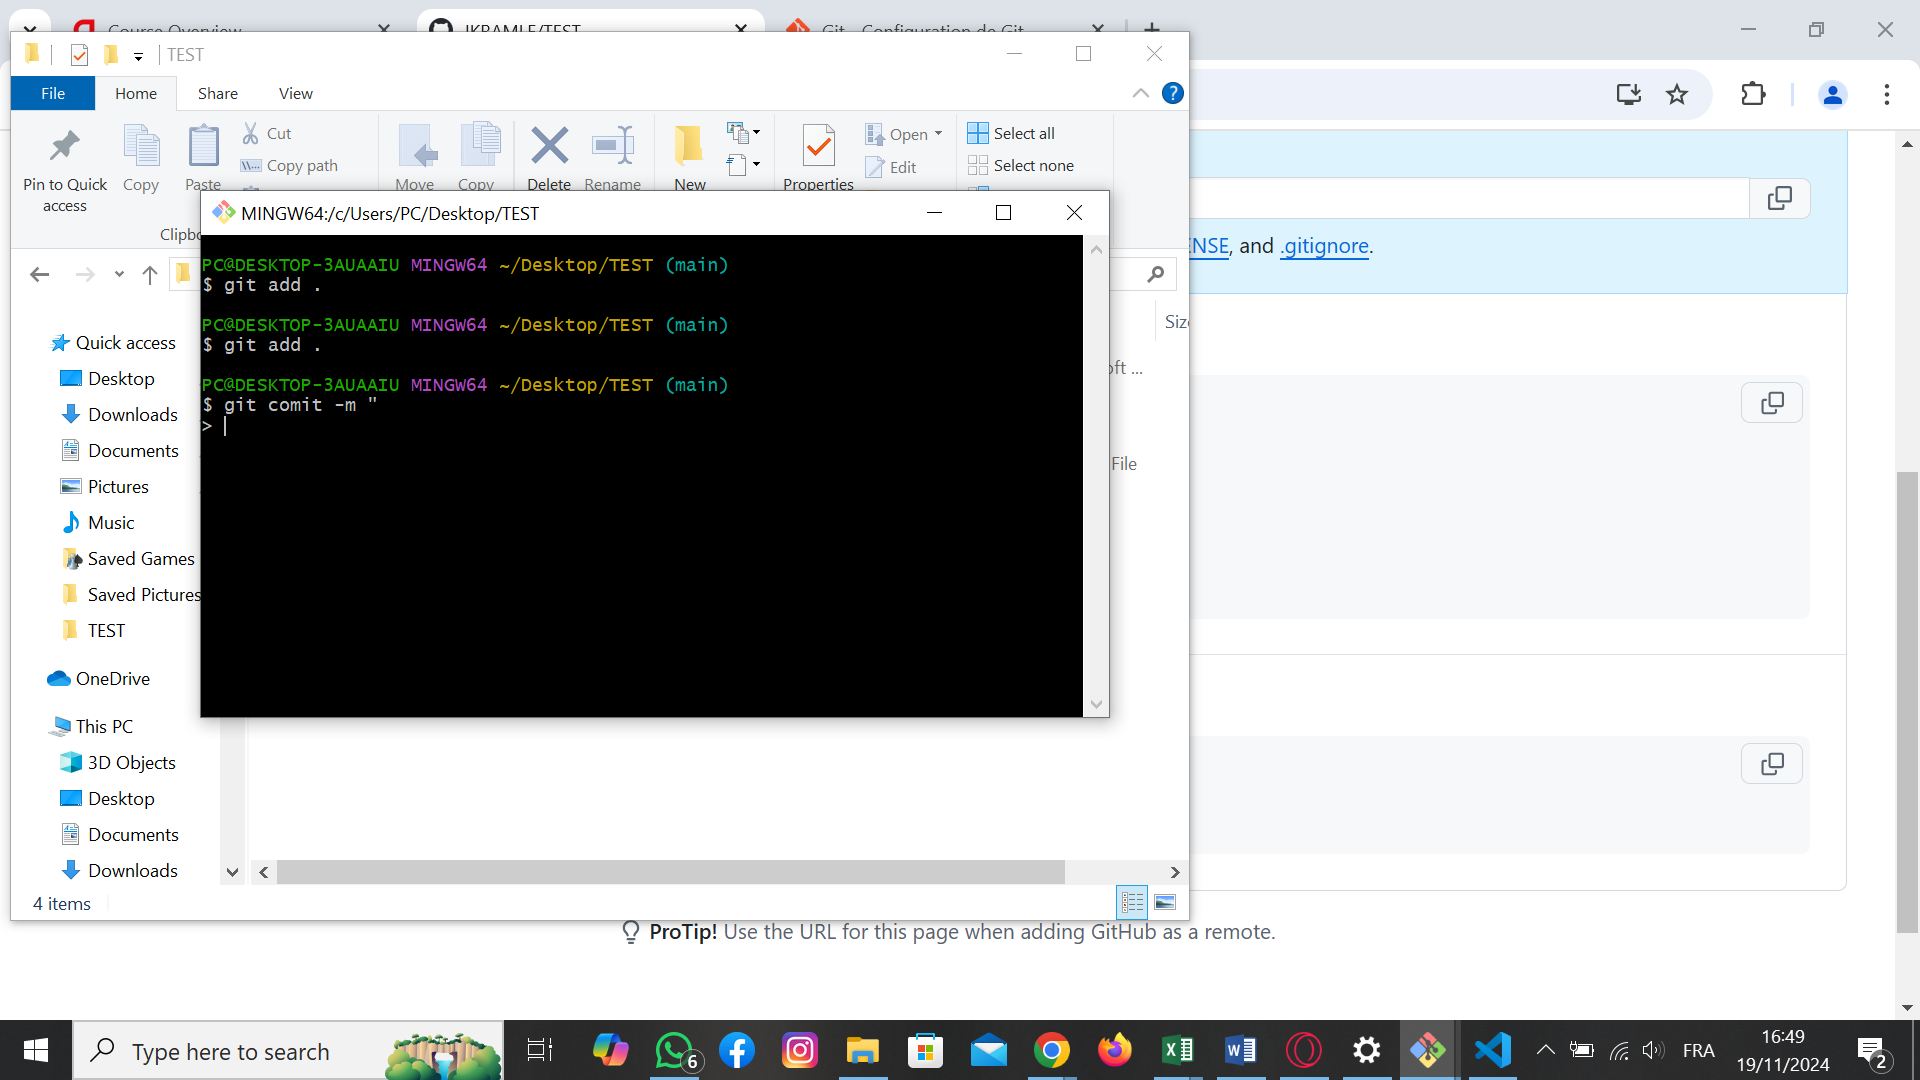 Course Overview
IKRAMLF/TEST
Git - Configuration de Git
TEST
File
Home
Share
View
Pin to Quick access
Copy
Paste
Cut
Copy path
Move
Copy
Delete
Rename
New
Properties
Open
Edit
Select all
Select none
Clipbo
MINGW64:/c/Users/PC/Desktop/TEST
PC@DESKTOP-3AUAAIU MINGW64 ~/Desktop/TEST (main)
$ git add .
PC@DESKTOP-3AUAAIU MINGW64 ~/Desktop/TEST (main)
$ git add .
PC@DESKTOP-3AUAAIU MINGW64 ~/Desktop/TEST (main)
$ git comit -m "
>
ENSE, and .gitignore.
Size
oft ...
File
Quick access
Desktop
Downloads
Documents
Pictures
Music
Saved Games
Saved Pictures
TEST
OneDrive
This PC
3D Objects
Desktop
Documents
Downloads
4 items
ProTip! Use the URL for this page when adding GitHub as a remote.
Type here to search
6
FRA
16:49
19/11/2024
2